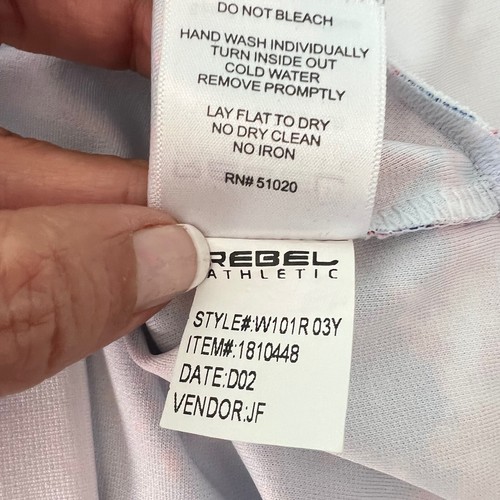 DO NOT BLEACH
HAND WASH INDIVIDUALLY
TURN INSIDE OUT
COLD WATER
REMOVE PROMPTLY
LAY FLAT TO DRY
NO DRY CLEAN
NO IRON
RN# 51020
REBEL
ATHLETIC
STYLE#:W101R 03Y
ITEM#:1810448
DATE:D02
VENDOR:JF